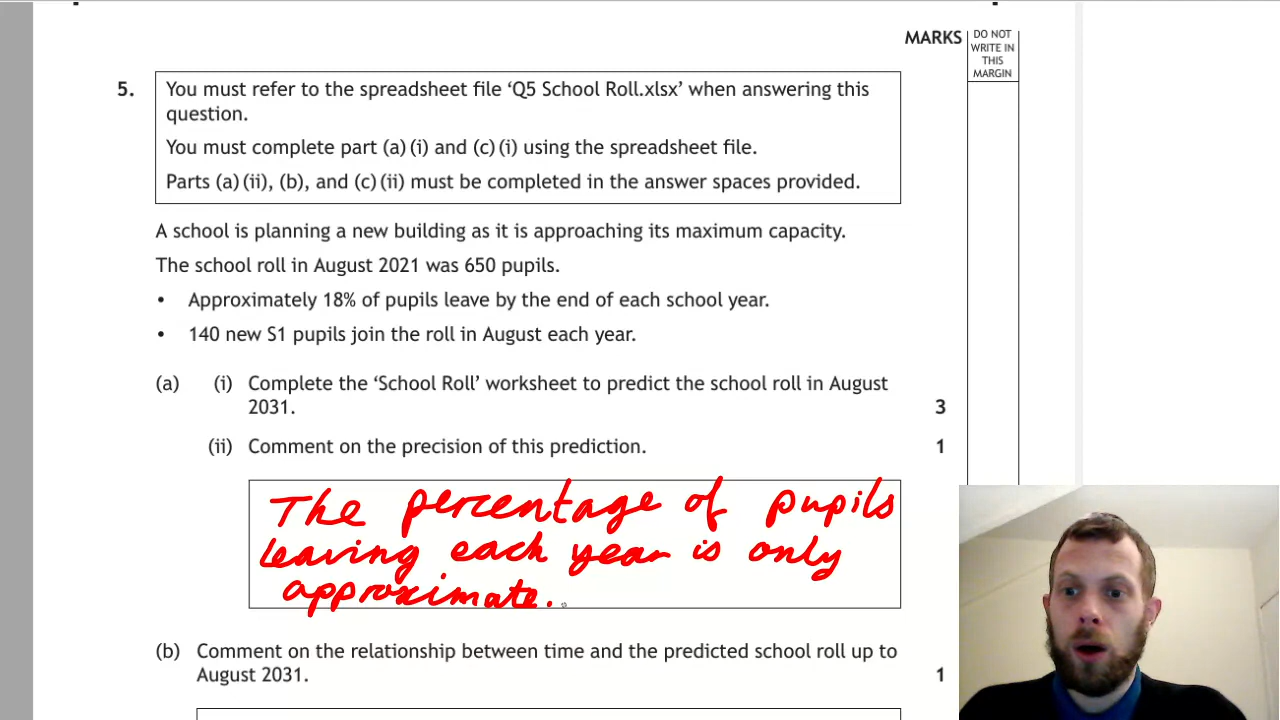 MARKS
DO NOT
WRITE IN
THIS
MARGIN
5.
You must refer to the spreadsheet file ‘Q5 School Roll.xlsx’ when answering this
question.
You must complete part (a) (i) and (c) (i) using the spreadsheet file.
Parts (a) (ii), (b), and (c) (ii) must be completed in the answer spaces provided.
A school is planning a new building as it is approaching its maximum capacity.
The school roll in August 2021 was 650 pupils.
• Approximately 18% of pupils leave by the end of each school year.
• 140 new S1 pupils join the roll in August each year.
(a) (i) Complete the ‘School Roll’ worksheet to predict the school roll in August
2031.
3
(ii) Comment on the precision of this prediction.
1
The percentage of pupils
leaving each year is only
approximate.
(b) Comment on the relationship between time and the predicted school roll up to
August 2031.
1